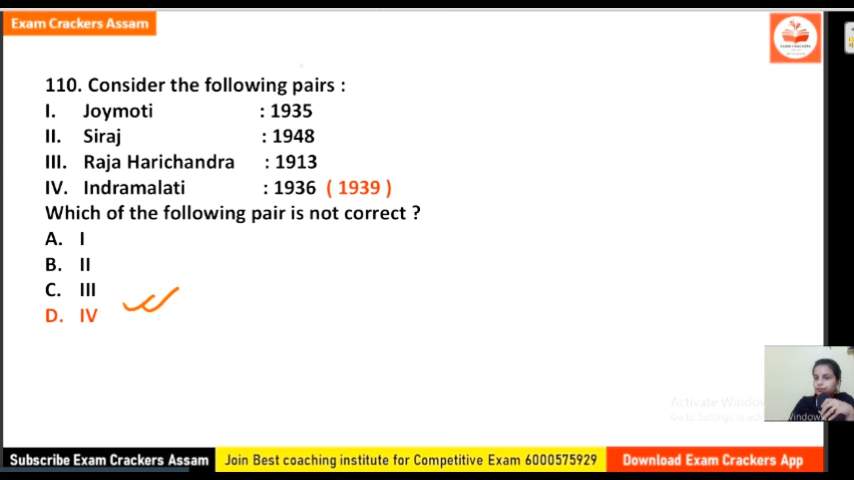 Exam Crackers Assam
110. Consider the following pairs :
I. Joymoti : 1935
II. Siraj : 1948
III. Raja Harichandra : 1913
IV. Indramalati : 1936 ( 1939 )
Which of the following pair is not correct ?
A. I
B. II
C. III
D. IV
Activate Windows
Subscribe Exam Crackers Assam Join Best coaching institute for Competitive Exam 6000575929 Download Exam Crackers App